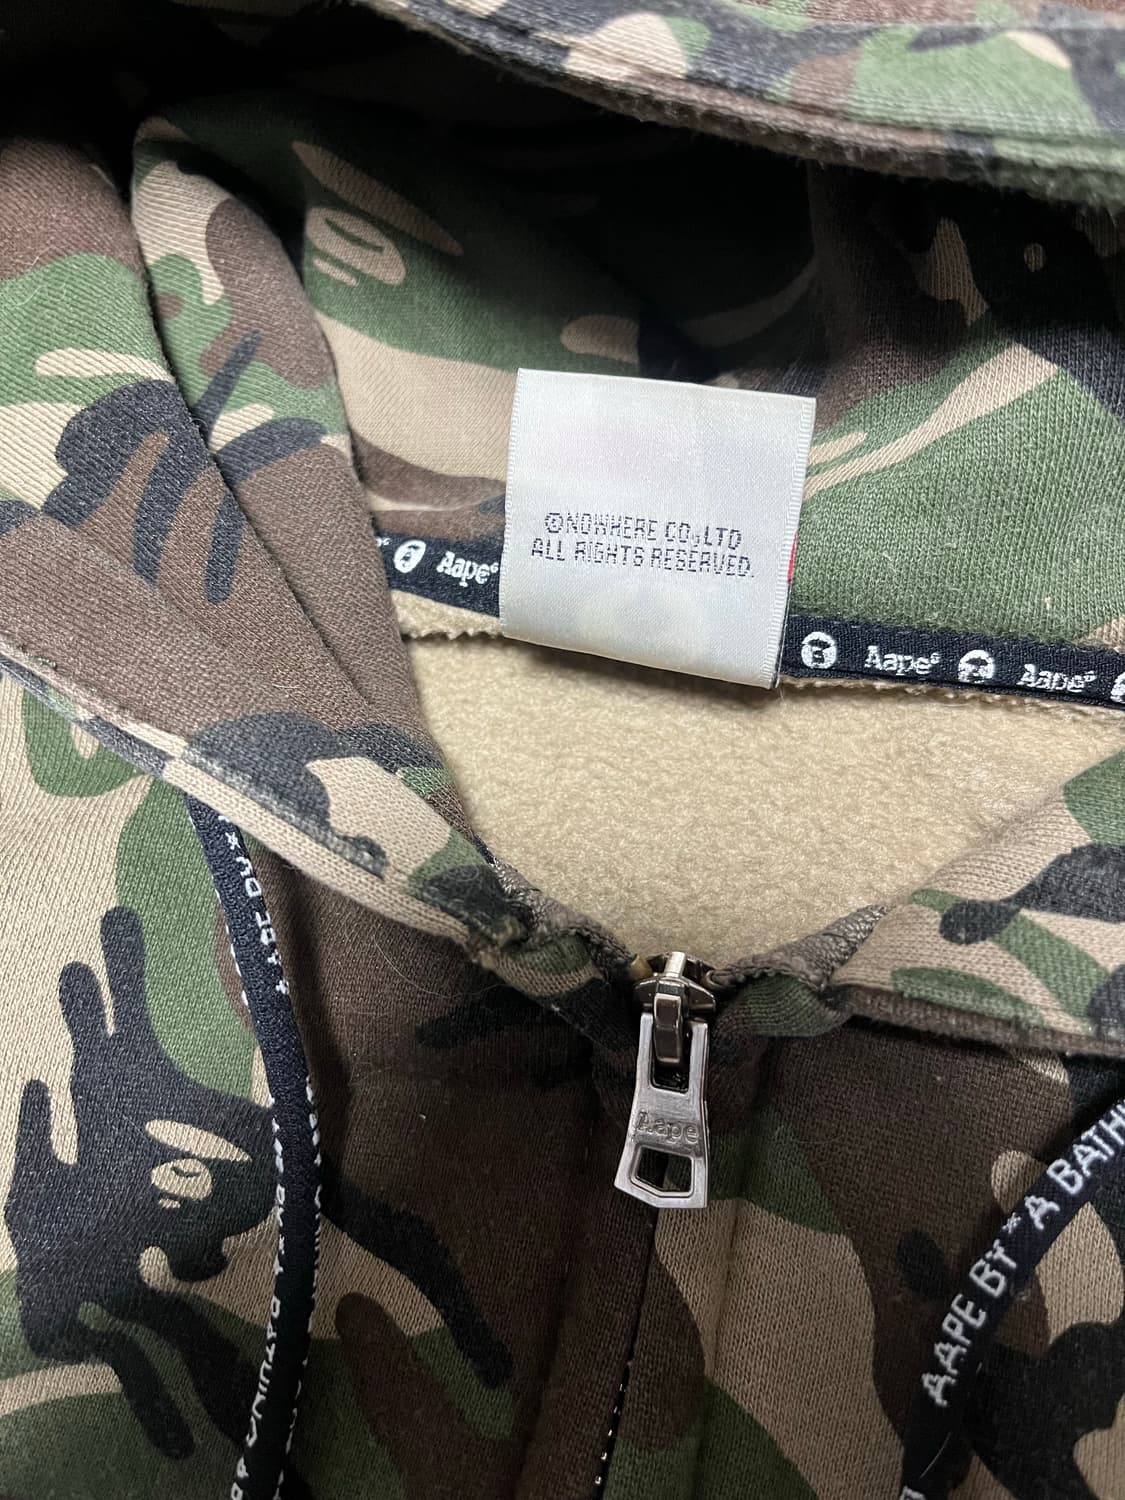 ©NOWHERE CO.,LTD
ALL RIGHTS RESERVED.
Aape®
Aape®
Aape®
Aape
AAPE BY *A BATHI